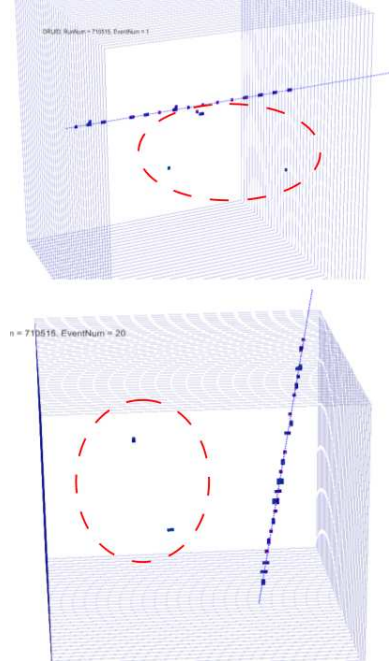 DRUID, RunNum = 710515, EventNum = 1
n = 710515, EventNum = 20